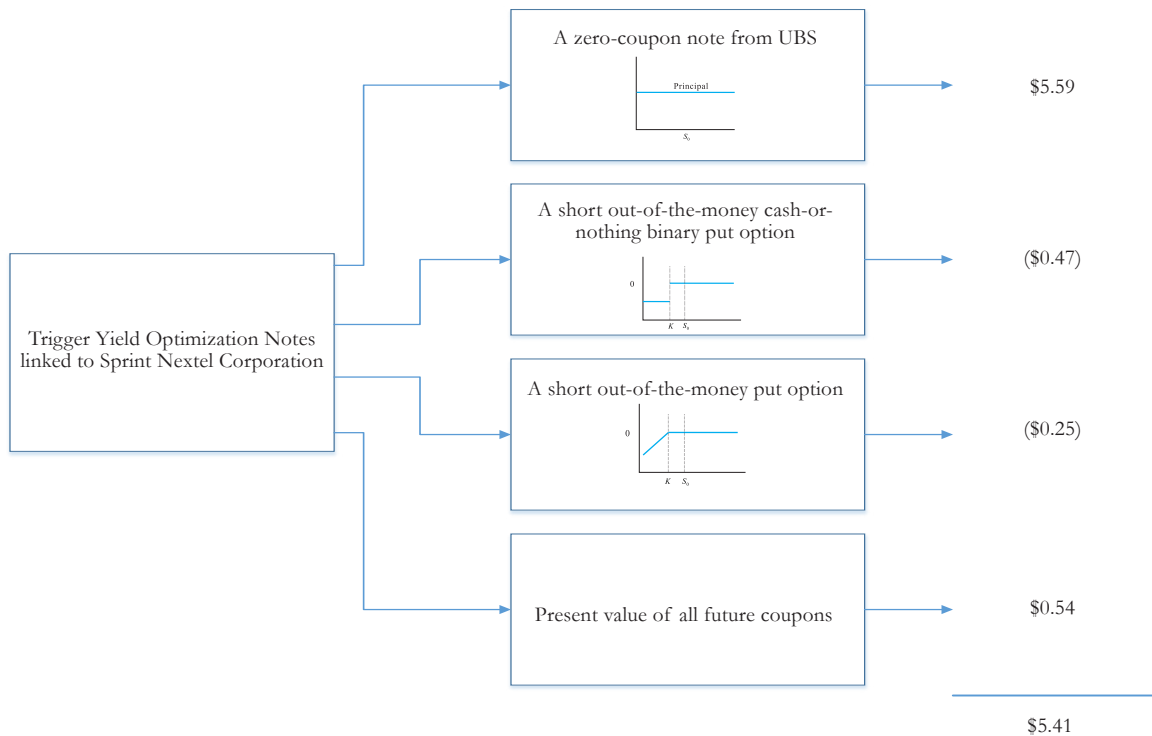 A zero-coupon note from UBS
Principal
S0
$5.59
A short out-of-the-money cash-or-
nothing binary put option
0
K S0
($0.47)
Trigger Yield Optimization Notes
linked to Sprint Nextel Corporation
A short out-of-the-money put option
0
K S0
($0.25)
Present value of all future coupons
$0.54
$5.41